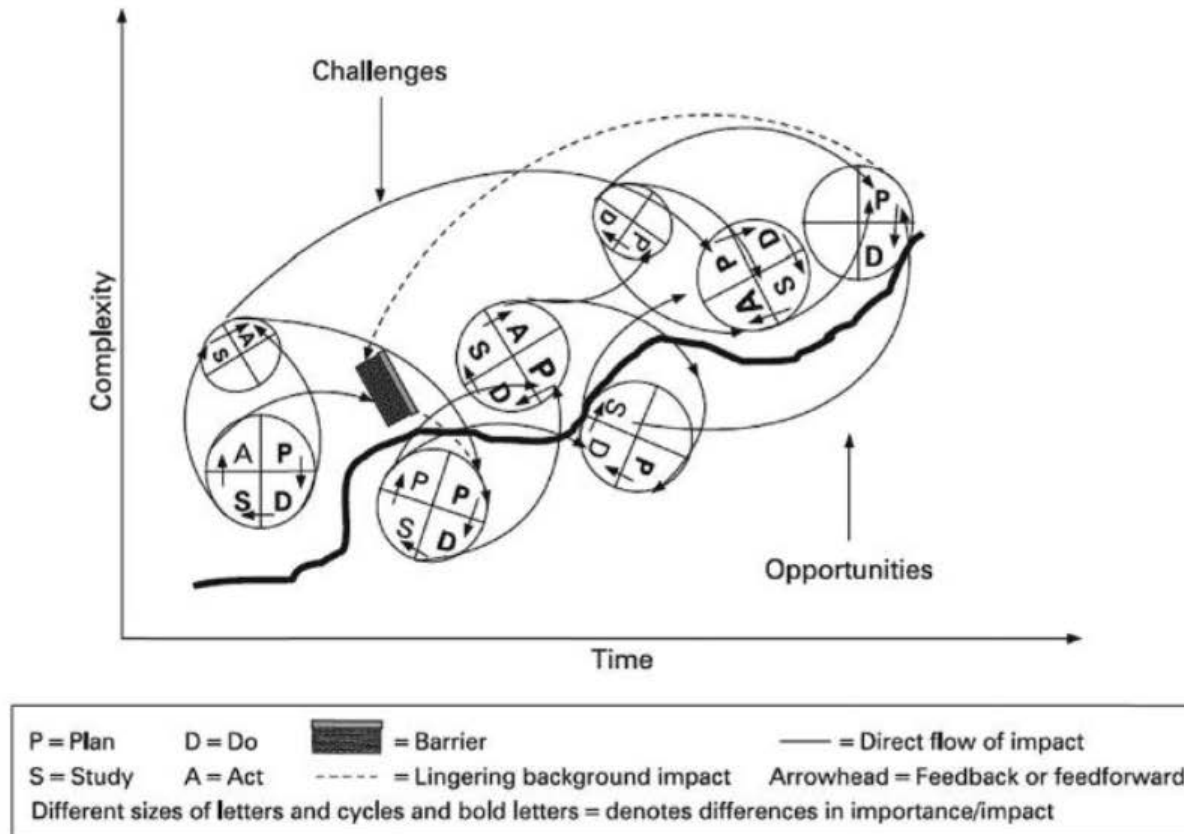 Challenges
Complexity
A
S
A P
S D
P P
S D
A
S P
D
S
D P
D
P
P D
A S
P
D
Opportunities
Time
P = Plan D = Do = Barrier = Direct flow of impact
S = Study A = Act = Lingering background impact Arrowhead = Feedback or feedforward
Different sizes of letters and cycles and bold letters = denotes differences in importance/impact